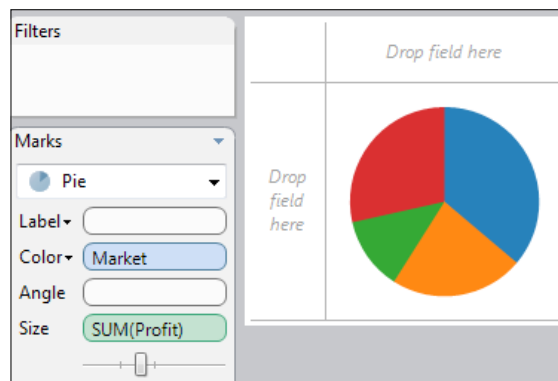 Filters
Drop field here
Marks
Pie
Drop
field
here
Label
Color Market
Angle
Size SUM(Profit)